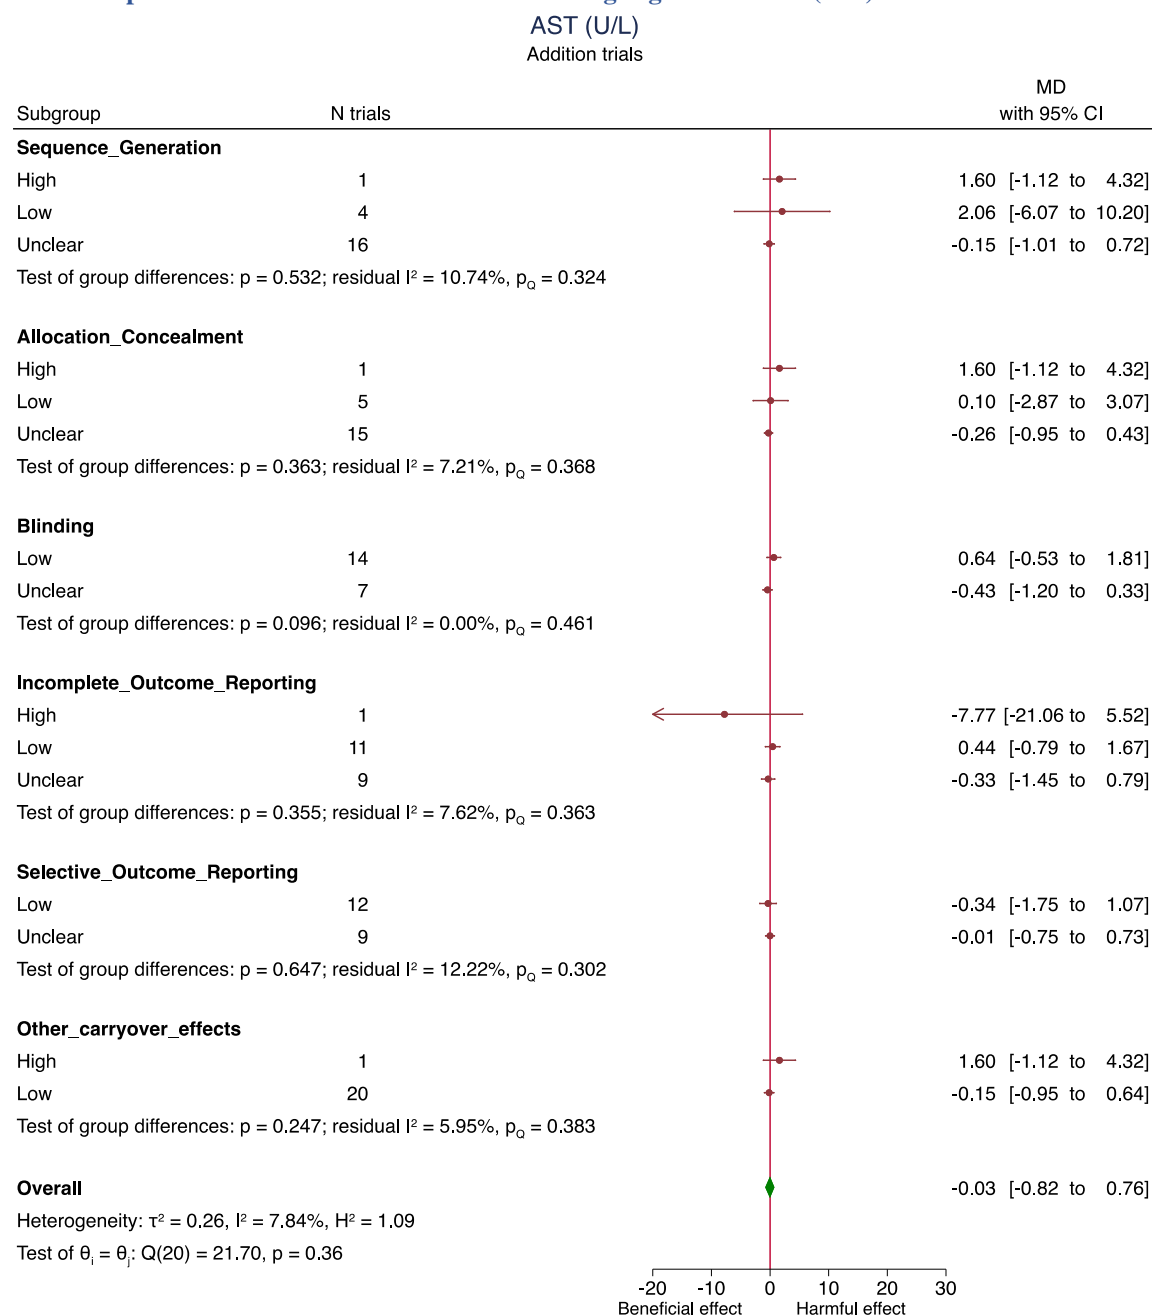 AST (U/L)
Addition trials
MD
Subgroup N trials with 95% CI
Sequence_Generation
High 1 1.60 [-1.12 to 4.32]
Low 4 2.06 [-6.07 to 10.20]
Unclear 16 -0.15 [-1.01 to 0.72]
Test of group differences: p = 0.532; residual I² = 10.74%, pQ = 0.324
Allocation_Concealment
High 1 1.60 [-1.12 to 4.32]
Low 5 0.10 [-2.87 to 3.07]
Unclear 15 -0.26 [-0.95 to 0.43]
Test of group differences: p = 0.363; residual I² = 7.21%, pQ = 0.368
Blinding
Low 14 0.64 [-0.53 to 1.81]
Unclear 7 -0.43 [-1.20 to 0.33]
Test of group differences: p = 0.096; residual I² = 0.00%, pQ = 0.461
Incomplete_Outcome_Reporting
High 1 -7.77 [-21.06 to 5.52]
Low 11 0.44 [-0.79 to 1.67]
Unclear 9 -0.33 [-1.45 to 0.79]
Test of group differences: p = 0.355; residual I² = 7.62%, pQ = 0.363
Selective_Outcome_Reporting
Low 12 -0.34 [-1.75 to 1.07]
Unclear 9 -0.01 [-0.75 to 0.73]
Test of group differences: p = 0.647; residual I² = 12.22%, pQ = 0.302
Other_carryover_effects
High 1 1.60 [-1.12 to 4.32]
Low 20 -0.15 [-0.95 to 0.64]
Test of group differences: p = 0.247; residual I² = 5.95%, pQ = 0.383
Overall -0.03 [-0.82 to 0.76]
Heterogeneity: τ² = 0.26, I² = 7.84%, H² = 1.09
Test of θi = θj: Q(20) = 21.70, p = 0.36
-20 -10 0 10 20 30
Beneficial effect Harmful effect